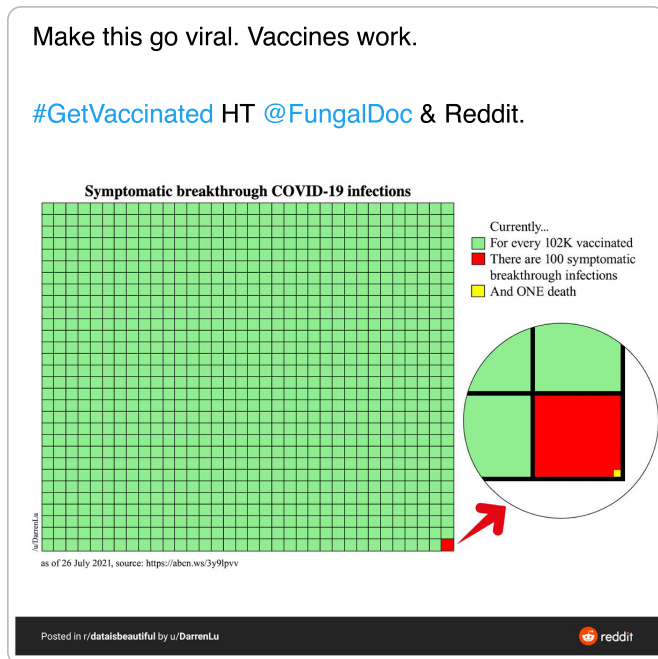 Make this go viral. Vaccines work.
#GetVaccinated HT @FungalDoc & Reddit.
Symptomatic breakthrough COVID-19 infections
Currently...
For every 102K vaccinated
There are 100 symptomatic
breakthrough infections
And ONE death
/u/DarrenLu
as of 26 July 2021, source: https://abcn.ws/3y9lpvv
Posted in r/dataisbeautiful by u/DarrenLu
reddit